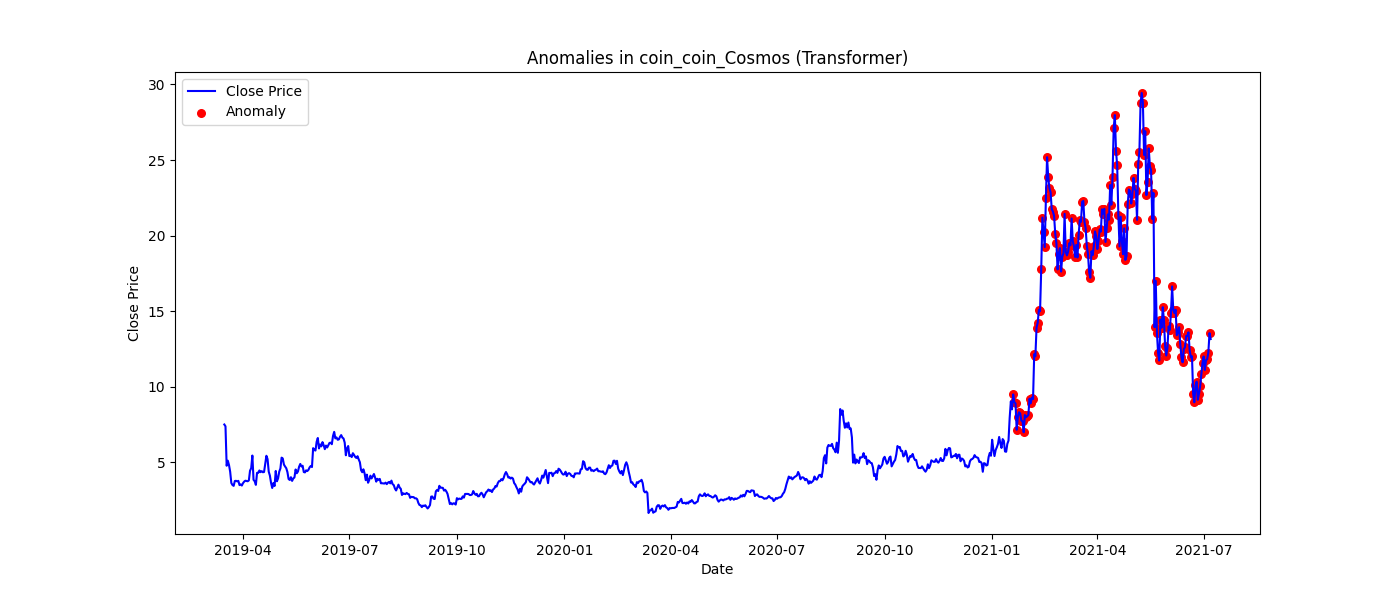 Anomalies in coin_coin_Cosmos (Transformer)
Close Price
Anomaly
30
25
20
15
10
5
Close Price
2019-04 2019-07 2019-10 2020-01 2020-04 2020-07 2020-10 2021-01 2021-04 2021-07
Date